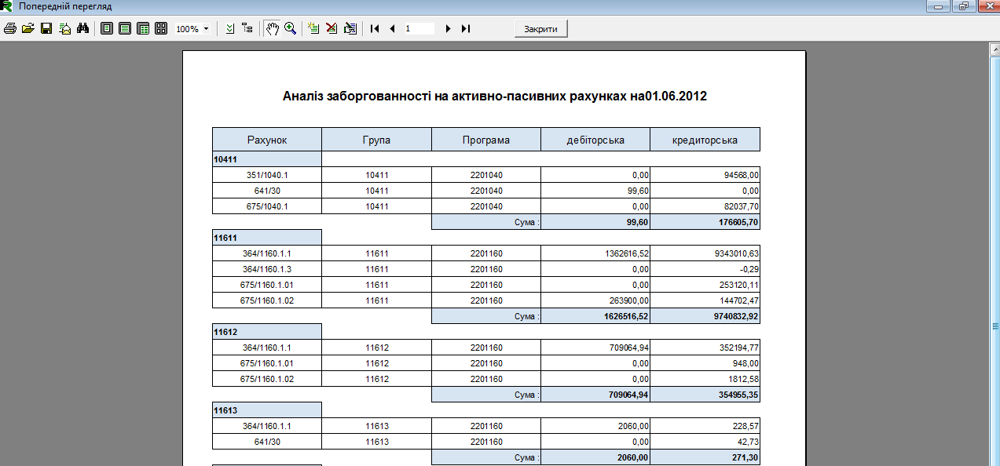 Попередній перегляд
100% 1 Закрити
Аналіз заборгованності на активно-пасивних рахунках на01.06.2012
Рахунок Група Програма дебіторська кредиторська
10411
351/1040.1 10411 2201040 0,00 94568,00
641/30 10411 2201040 99,60 0,00
675/1040.1 10411 2201040 0,00 82037,70
Сума : 99,60 176605,70
11611
364/1160.1.1 11611 2201160 1362616,52 9343010,63
364/1160.1.3 11611 2201160 0,00 -0,29
675/1160.1.01 11611 2201160 0,00 253120,11
675/1160.1.02 11611 2201160 263900,00 144702,47
Сума : 1626516,52 9740832,92
11612
364/1160.1.1 11612 2201160 709064,94 352194,77
675/1160.1.01 11612 2201160 0,00 948,00
675/1160.1.02 11612 2201160 0,00 1812,58
Сума : 709064,94 354955,35
11613
364/1160.1.1 11613 2201160 2060,00 228,57
641/30 11613 2201160 0,00 42,73
Сума : 2060,00 271,30